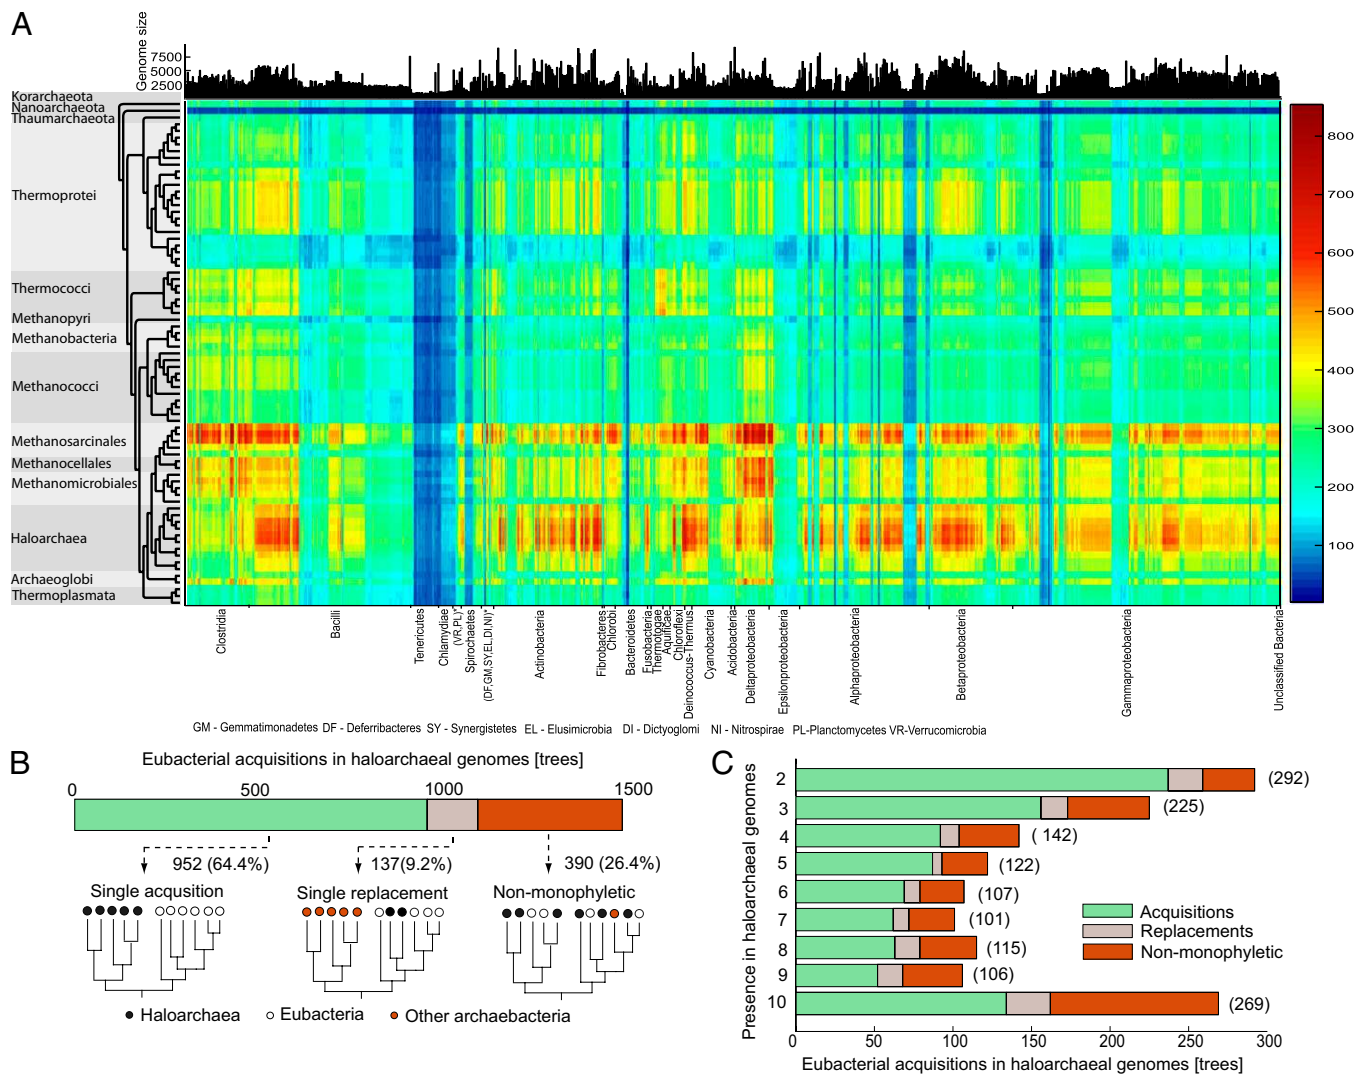 A
Genome size
7500
5000
2500
Korarchaeota
Nanoarchaeota
Thaumarchaeota
Thermoprotei
Thermococci
Methanopyri
Methanobacteria
Methanococci
Methanosarcinales
Methanocellales
Methanomicrobiales
Haloarchaea
Archaeoglobi
Thermoplasmata
800
700
600
500
400
300
200
100
Clostridia
Bacilli
Tenericutes
Chlamydiae
(VR,PL)*
Spirochaetes
(DF,GM,SY,EL,DI,NI)*
Actinobacteria
Fibrobacteres
Chlorobi
Bacteroidetes
Fusobacteria
Thermotogae
Aquificae
Chloroflexi
Deinococcus-Thermus
Cyanobacteria
Acidobacteria
Deltaproteobacteria
Epsilonproteobacteria
Alphaproteobacteria
Betaproteobacteria
Gammaproteobacteria
Unclassified Bacteria
GM - Gemmatimonadetes DF - Deferribacteres SY - Synergistetes EL - Elusimicrobia DI - Dictyoglomi NI - Nitrospirae PL-Planctomycetes VR-Verrucomicrobia
B
Eubacterial acquisitions in haloarchaeal genomes [trees]
0 500 1000 1500
952 (64.4%) 137(9.2%) 390 (26.4%)
Single acqusition Single replacement Non-monophyletic
Haloarchaea Eubacteria Other archaebacteria
C
Presence in haloarchaeal genomes
2 (292)
3 (225)
4 ( 142)
5 (122)
6 (107)
7 (101)
8 (115)
9 (106)
10 (269)
Acquisitions
Replacements
Non-monophyletic
0 50 100 150 200 250 300
Eubacterial acquisitions in haloarchaeal genomes [trees]